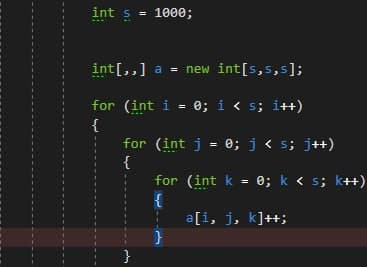 int s = 1000;
int[,,] a = new int[s,s,s];
for (int i = 0; i < s; i++)
{
for (int j = 0; j < s; j++)
{
for (int k = 0; k < s; k++)
{
a[i, j, k]++;
}
}